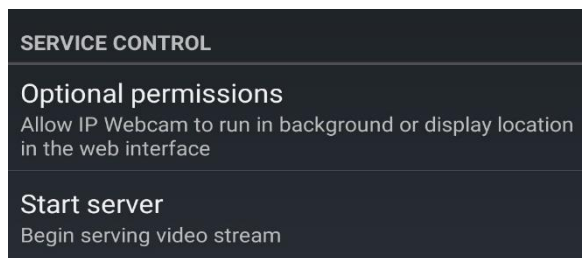 SERVICE CONTROL
Optional permissions
Allow IP Webcam to run in background or display location
in the web interface
Start server
Begin serving video stream